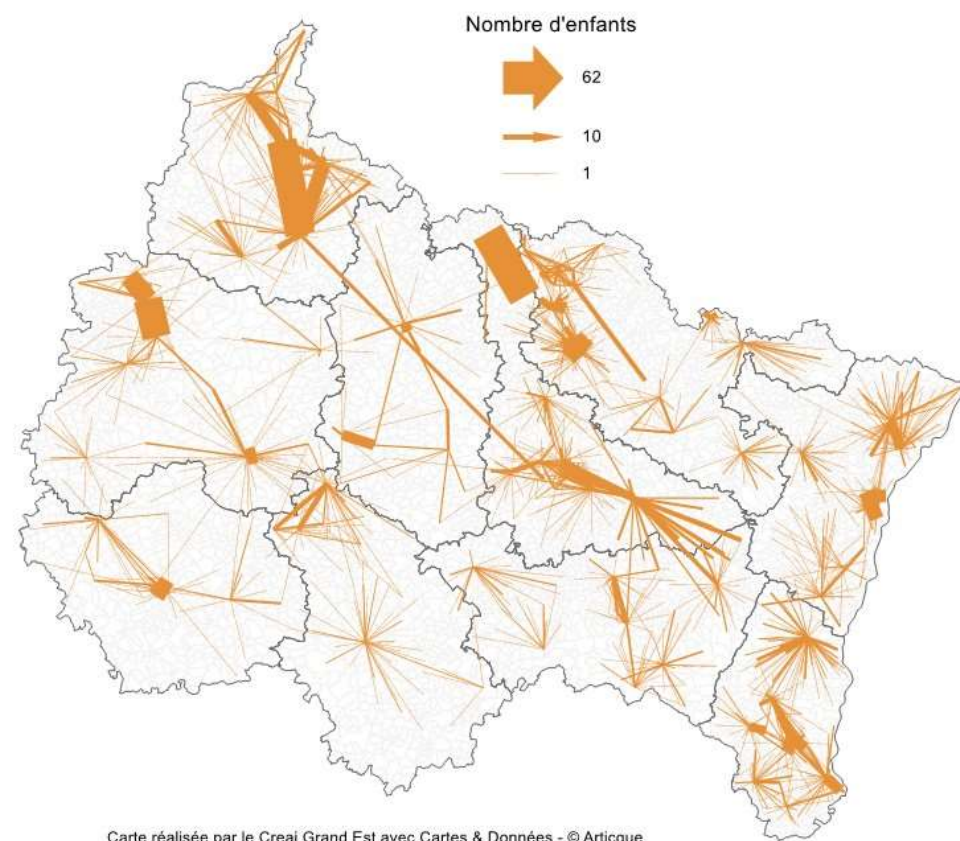 Nombre d'enfants
62
10
1
Carte réalisée par le Creai Grand Est avec Cartes & Données - © Articque